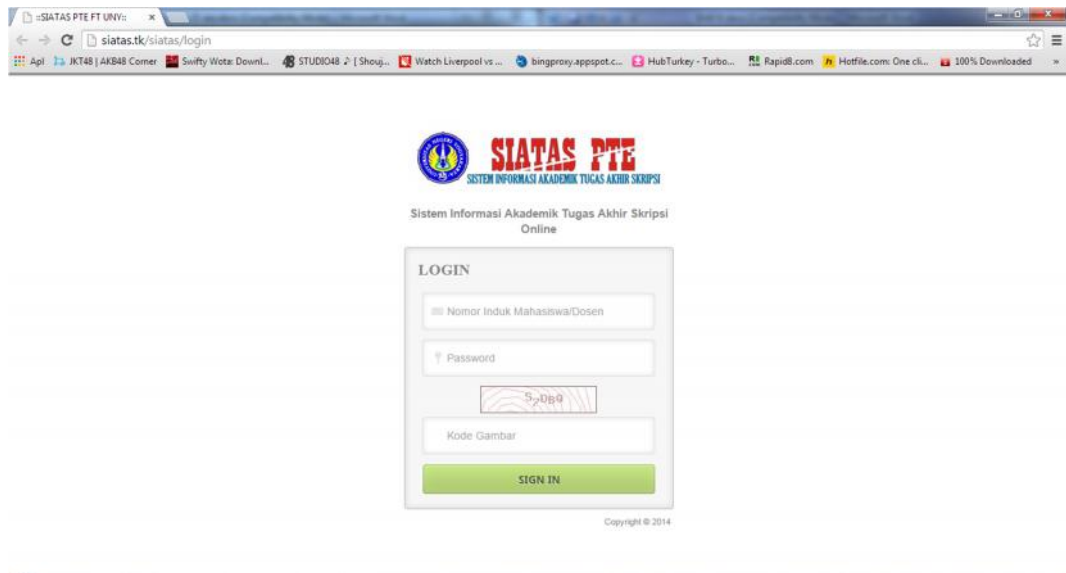 ::SIATAS PTE FT UNY::
siatas.tk/siatas/login
Apl JKT48 | AKB48 Corner Swifty Wota: Downl... STUDIO48 ♪ [ Shouj... Watch Liverpool vs ... bingproxy.appspot.c... HubTurkey - Turbo... Rapid8.com Hotfile.com: One cli... 100% Downloaded »
SIATAS PTE
SISTEM INFORMASI AKADEMIK TUGAS AKHIR SKRIPSI
Sistem Informasi Akademik Tugas Akhir Skripsi
Online
LOGIN
Nomor Induk Mahasiswa/Dosen
Password
Kode Gambar
SIGN IN
Copyright © 2014